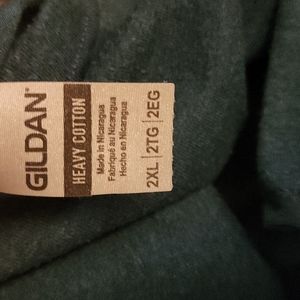 GILDAN®
HEAVY COTTON
Made in Nicaragua
Fabriqué au Nicaragua
Hecho en Nicaragua
2XL | 2TG | 2EG